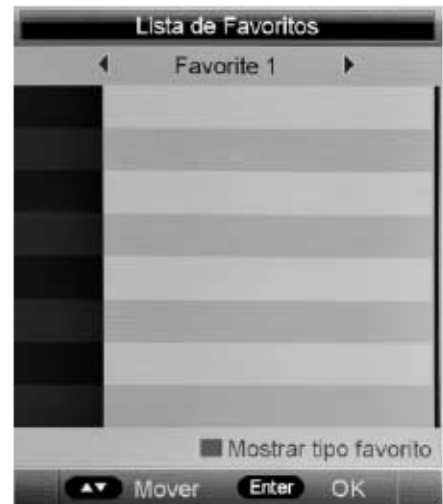 Lista de Favoritos
Favorite 1
Mostrar tipo favorito
Mover Enter OK